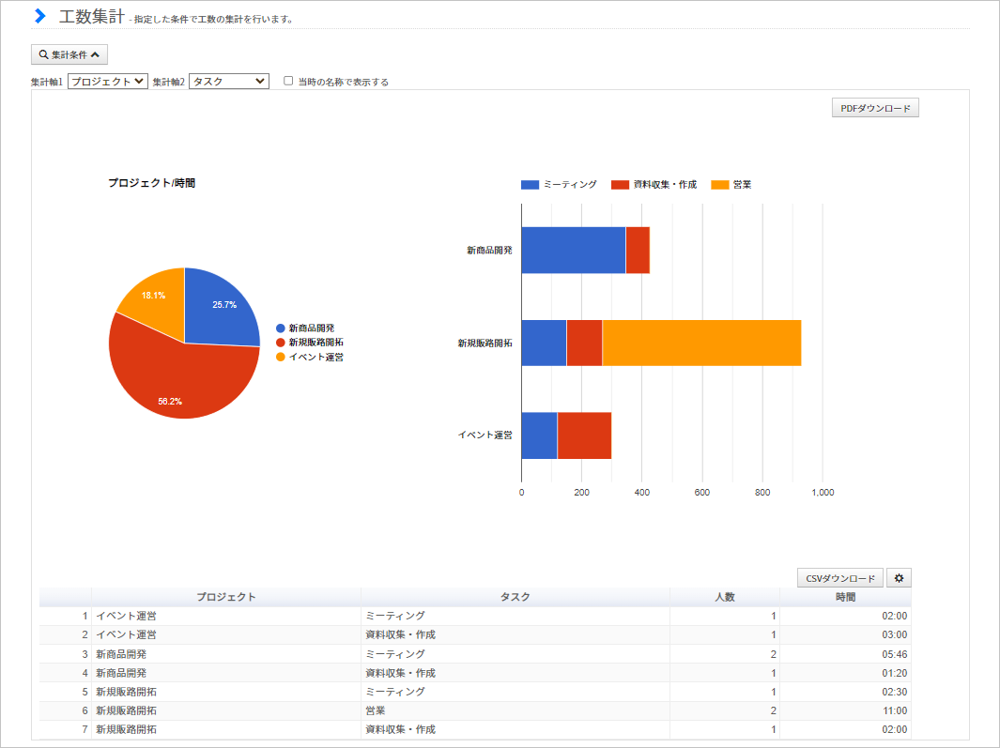 工数集計 - 指定した条件で工数の集計を行います。
集計条件
集計軸1 プロジェクト 集計軸2 タスク 当時の名称で表示する
PDFダウンロード
プロジェクト/時間
25.7%
18.1%
56.2%
新商品開発
新規販路開拓
イベント運営
ミーティング 資料収集・作成 営業
新商品開発
新規販路開拓
イベント運営
0 200 400 600 800 1,000
CSVダウンロード
プロジェクト タスク 人数 時間
1 イベント運営 ミーティング 1 02:00
2 イベント運営 資料収集・作成 1 03:00
3 新商品開発 ミーティング 2 05:46
4 新商品開発 資料収集・作成 1 01:20
5 新規販路開拓 ミーティング 1 02:30
6 新規販路開拓 営業 2 11:00
7 新規販路開拓 資料収集・作成 1 02:00